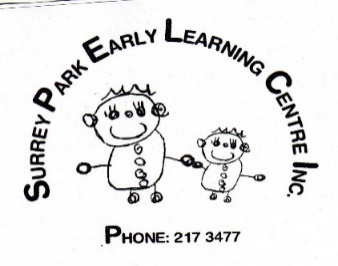 SURREY PARK EARLY LEARNING CENTRE INC.
PHONE: 217 3477